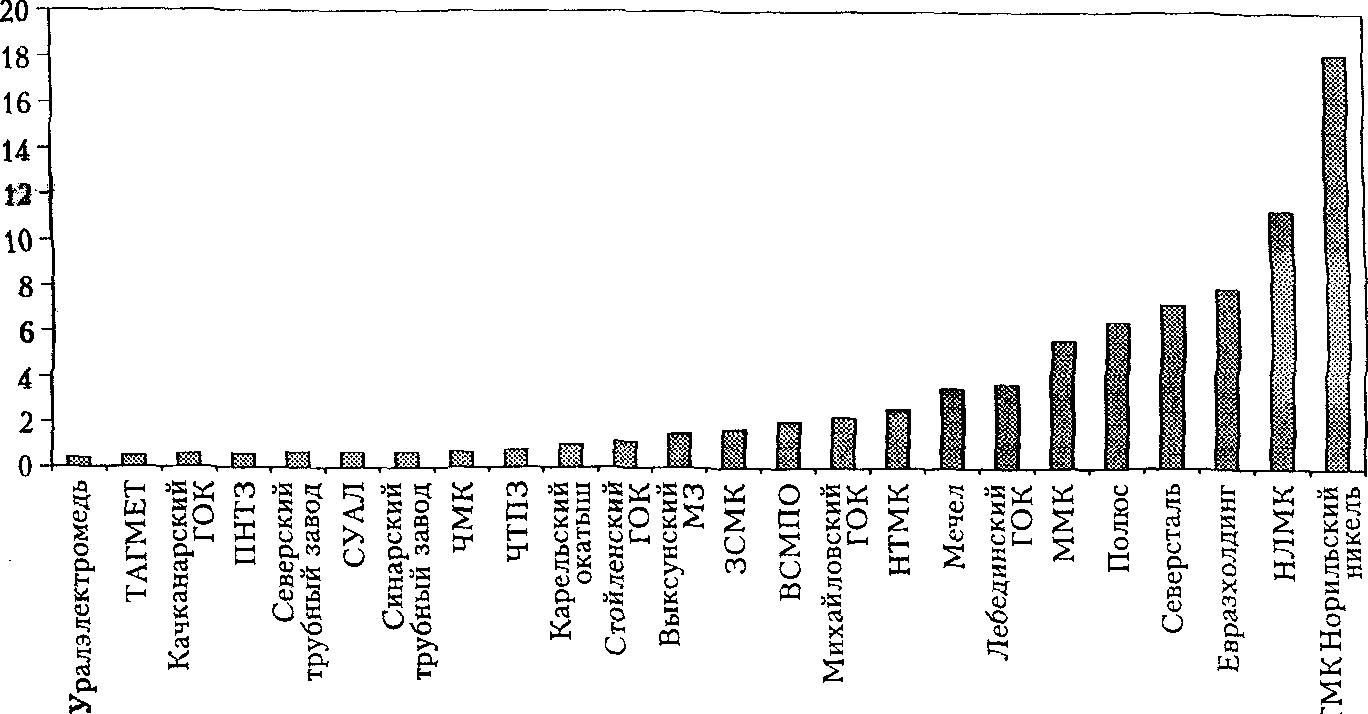 20
18
16
14
12
10
8
6
4
2
0
Уралэлектромедь
ТАГМЕТ
Качканарский
ГОК
ПНТЗ
Северский
трубный завод
СУАЛ
Синарский
трубный завод
ЧМК
ЧТПЗ
Карельский
окатыш
Стойленский
ГОК
Выксунский
МЗ
ЗСМК
ВСМПО
Михайловский
ГОК
НТМК
Мечел
Лебединский
ГОК
ММК
Полюс
Северсталь
Евразхолдинг
НЛМК
ГМК Норильский
никель